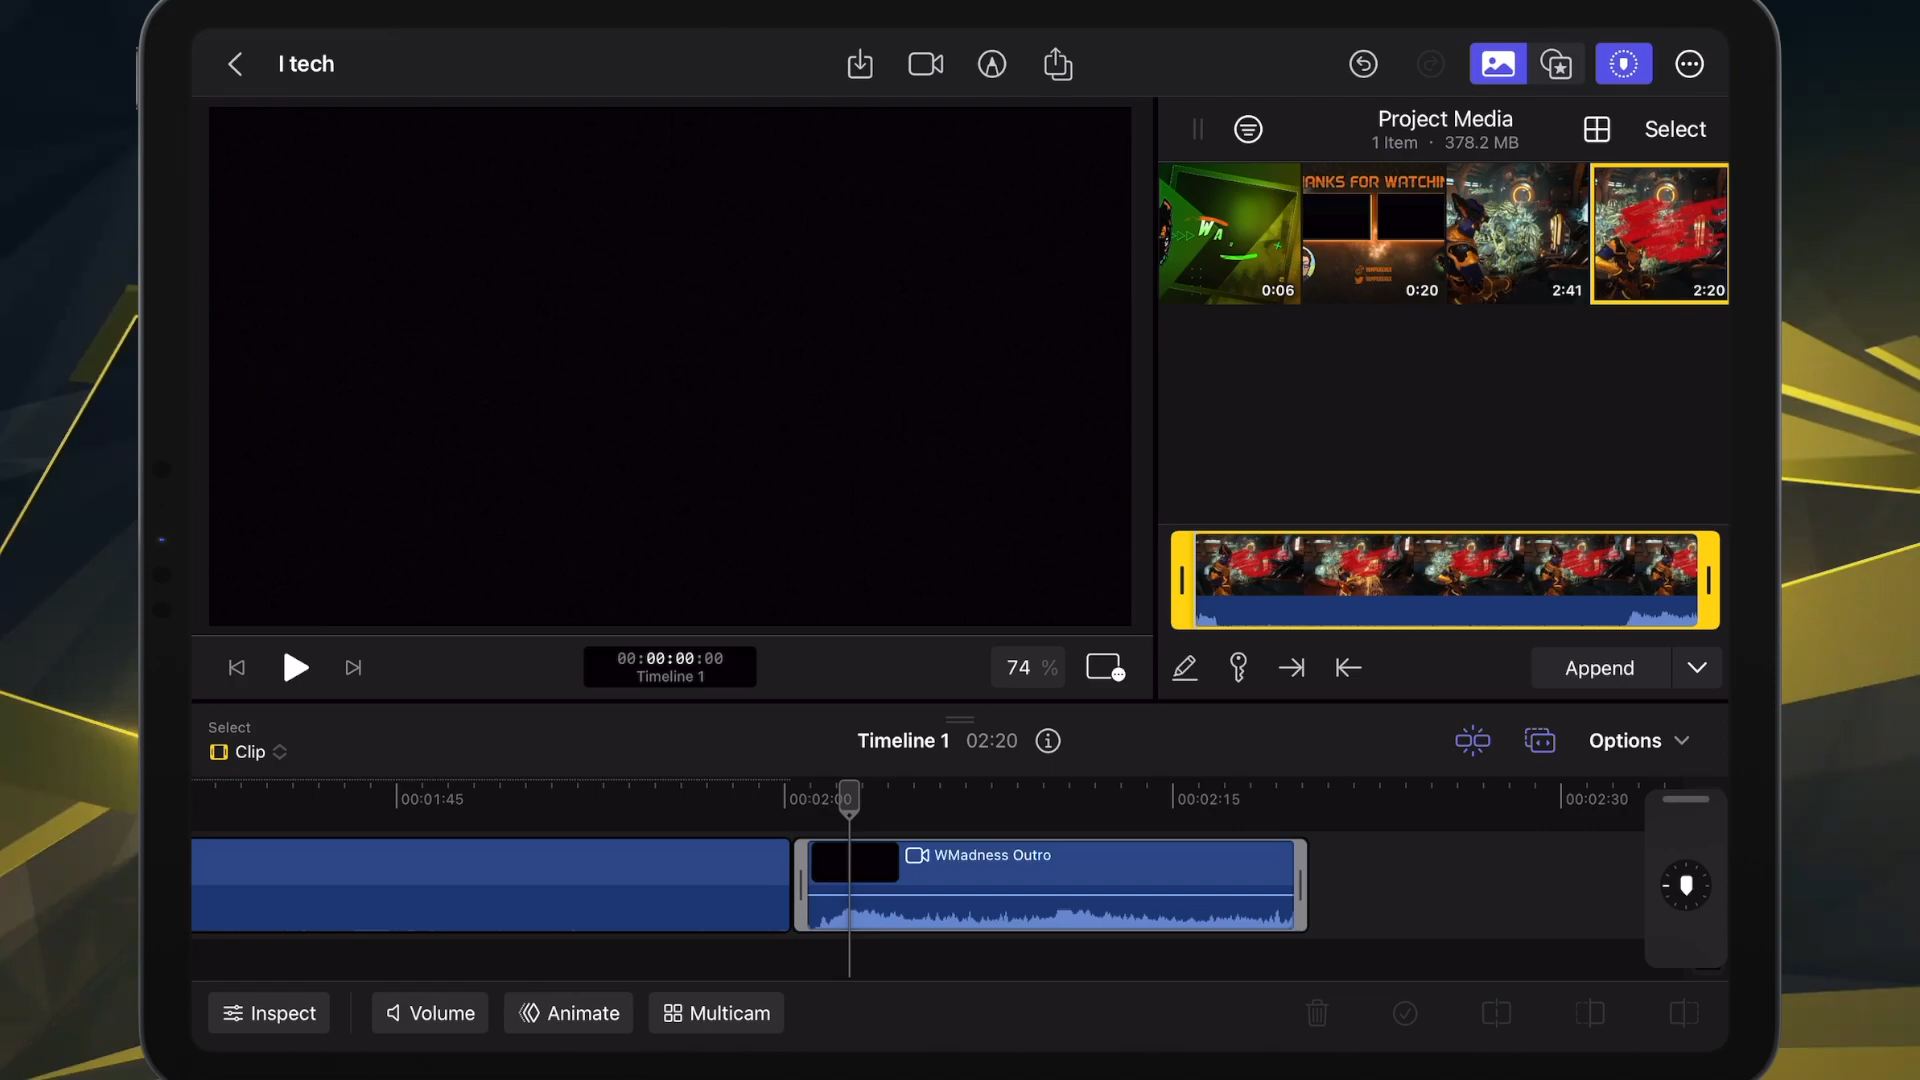 I tech
Project Media
1 Item · 378.2 MB
Select
WA
0:06
ANKS FOR WATCHIN
0:20
2:41
2:20
00:00:00:00
Timeline 1
74 %
Append
Select
Clip
Timeline 1 02:20
Options
00:01:45
00:02:00
00:02:15
00:02:30
WMadness Outro
Inspect
Volume
Animate
Multicam